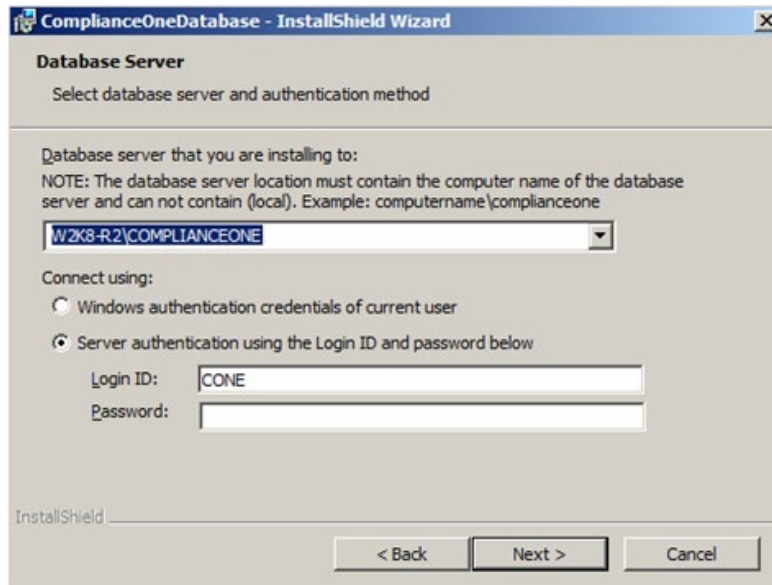 ComplianceOneDatabase - InstallShield Wizard
Database Server
Select database server and authentication method
Database server that you are installing to:
NOTE: The database server location must contain the computer name of the database
server and can not contain (local). Example: computername\complianceone
W2K8-R2\COMPLIANCEONE
Connect using:
Windows authentication credentials of current user
Server authentication using the Login ID and password below
Login ID: CONE
Password:
InstallShield
< Back Next > Cancel